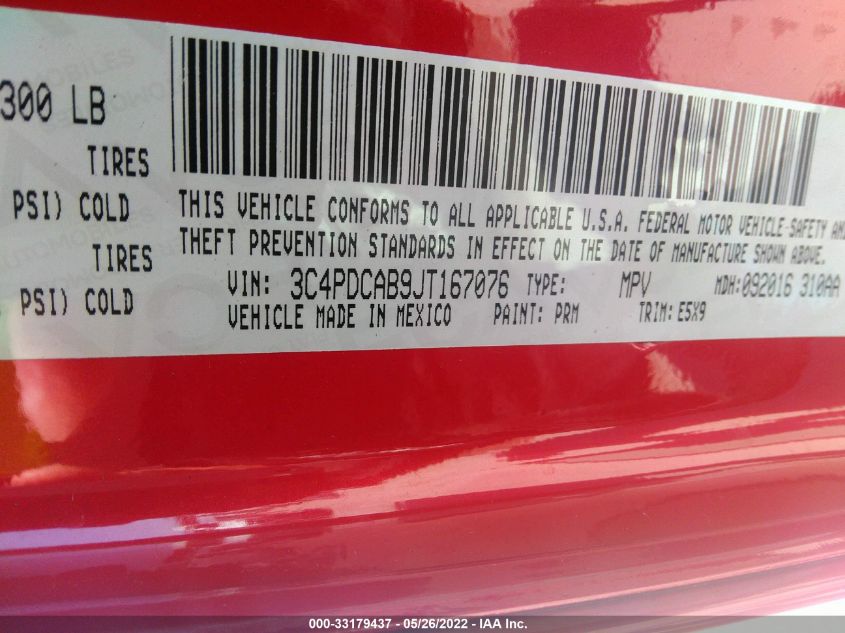 300 LB
TIRES
PSI) COLD
TIRES
PSI) COLD
THIS VEHICLE CONFORMS TO ALL APPLICABLE U.S.A. FEDERAL MOTOR VEHICLE-SAFETY AND
THEFT PREVENTION STANDARDS IN EFFECT ON THE DATE OF MANUFACTURE SHOWN ABOVE.
VIN: 3C4PDCAB9JT167076 TYPE: MPV MDH:092016 310AA
VEHICLE MADE IN MEXICO PAINT: PRM TRIM: E5X9
000-33179437 - 05/26/2022 - IAA Inc.